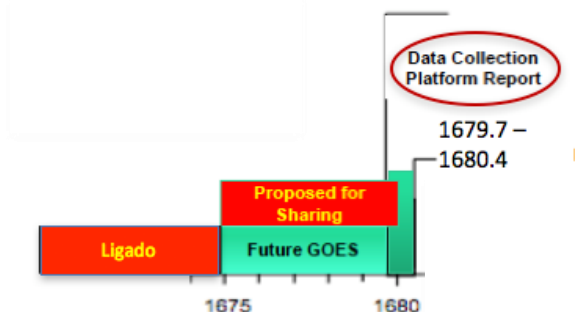 Data Collection
Platform Report
1679.7 –
1680.4
Proposed for
Sharing
Ligado
Future GOES
1675
1680